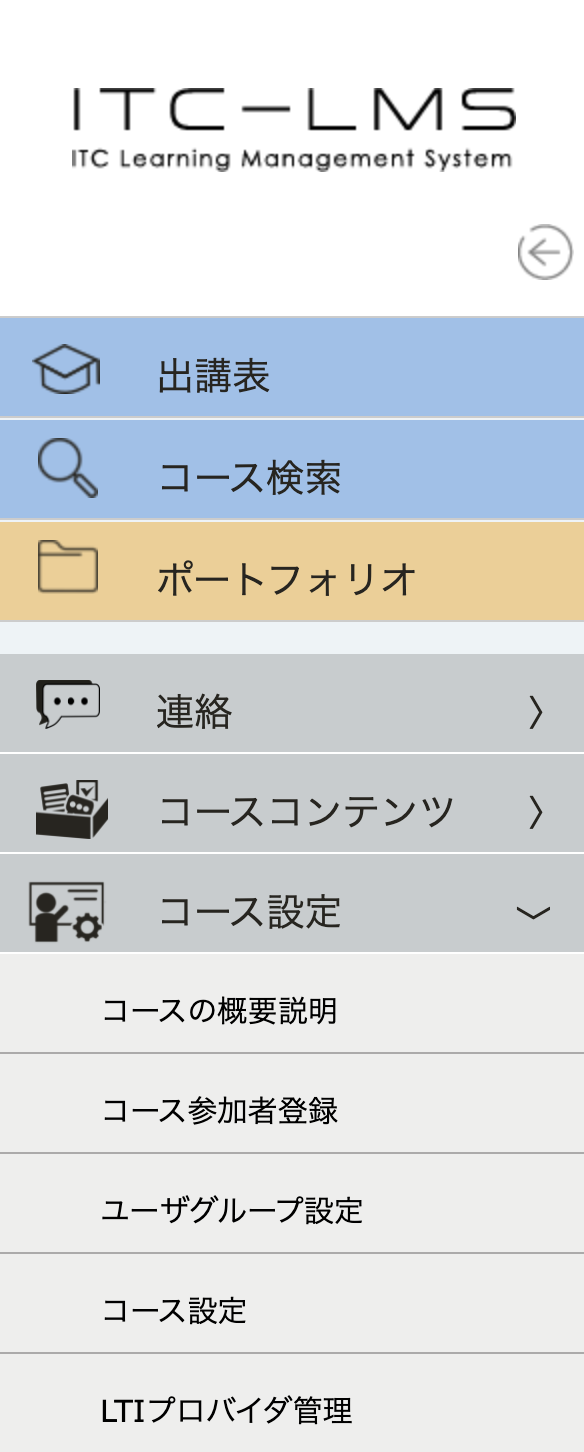 ITC-LMS
ITC Learning Management System
出講表
コース検索
ポートフォリオ
連絡
コースコンテンツ
コース設定
コースの概要説明
コース参加者登録
ユーザグループ設定
コース設定
LTIプロバイダ管理